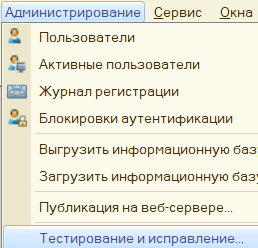 Администрирование Сервис Окна
Пользователи
Активные пользователи
Журнал регистрации
Блокировки аутентификации
Выгрузить информационную базу
Загрузить информационную базу
Публикация на веб-сервере...
Тестирование и исправление...